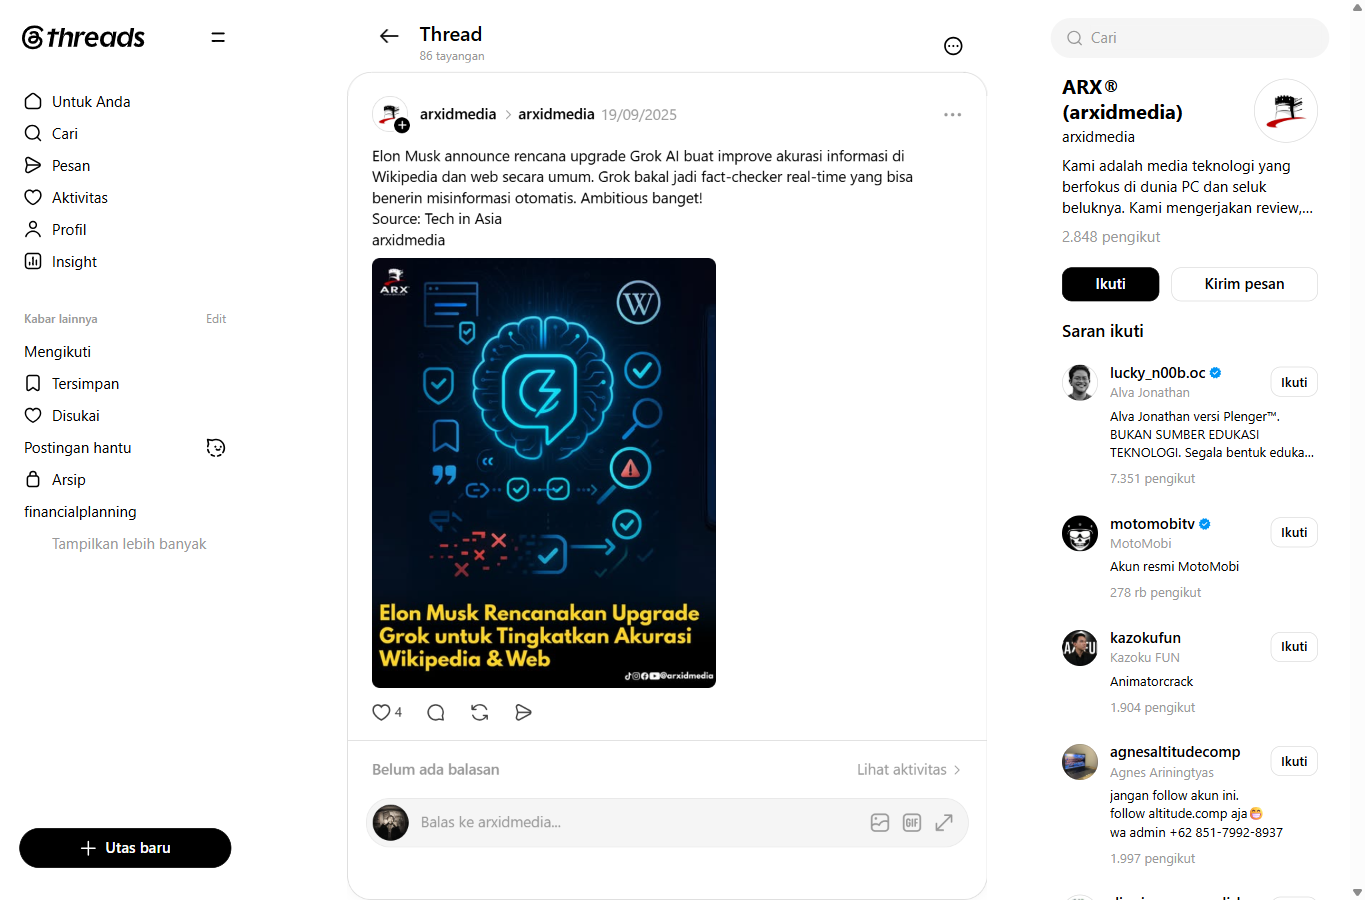 threads
Untuk Anda
Cari
Pesan
Aktivitas
Profil
Insight
Kabar lainnya
Edit
Mengikuti
Tersimpan
Disukai
Postingan hantu
Arsip
financialplanning
Tampilkan lebih banyak
Utas baru
Thread
86 tayangan
arxidmedia
arxidmedia 19/09/2025
Elon Musk announce rencana upgrade Grok AI buat improve akurasi informasi di
Wikipedia dan web secara umum. Grok bakal jadi fact-checker real-time yang bisa
benerin misinformasi otomatis. Ambitious banget!
Source: Tech in Asia
arxidmedia
ARX
W
Elon Musk Rencanakan Upgrade
Grok untuk Tingkatkan Akurasi
Wikipedia & Web
@arxidmedia
4
Belum ada balasan
Lihat aktivitas
Balas ke arxidmedia...
GIF
Cari
ARX®
(arxidmedia)
arxidmedia
Kami adalah media teknologi yang
berfokus di dunia PC dan seluk
beluknya. Kami mengerjakan review,...
2.848 pengikut
Ikuti
Kirim pesan
Saran ikuti
lucky_n00b.oc
Alva Jonathan
Ikuti
Alva Jonathan versi Plenger™.
BUKAN SUMBER EDUKASI
TEKNOLOGI. Segala bentuk eduka...
7.351 pengikut
motomobitv
MotoMobi
Ikuti
Akun resmi MotoMobi
278 rb pengikut
kazokufun
Kazoku FUN
Ikuti
Animatorcrack
1.904 pengikut
agnesaltitudecomp
Agnes Ariningtyas
Ikuti
jangan follow akun ini.
follow altitude.comp aja😁
wa admin +62 851-7992-8937
1.997 pengikut